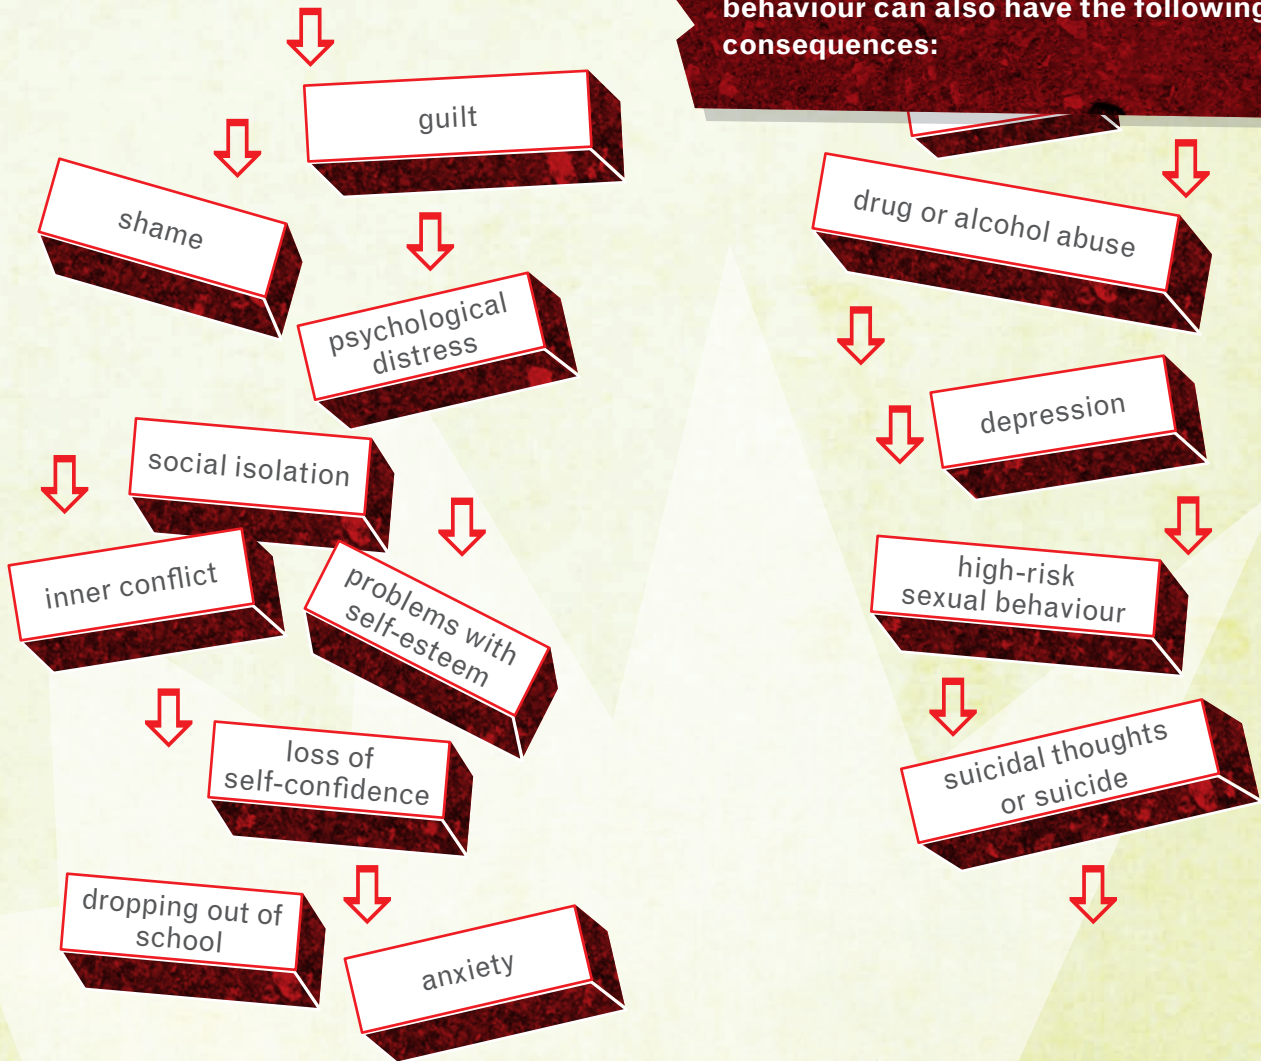 behaviour can also have the following
consequences:
guilt
shame
psychological
distress
social isolation
inner conflict
problems with
self-esteem
loss of
self-confidence
dropping out of
school
anxiety
drug or alcohol abuse
depression
high-risk
sexual behaviour
suicidal thoughts
or suicide